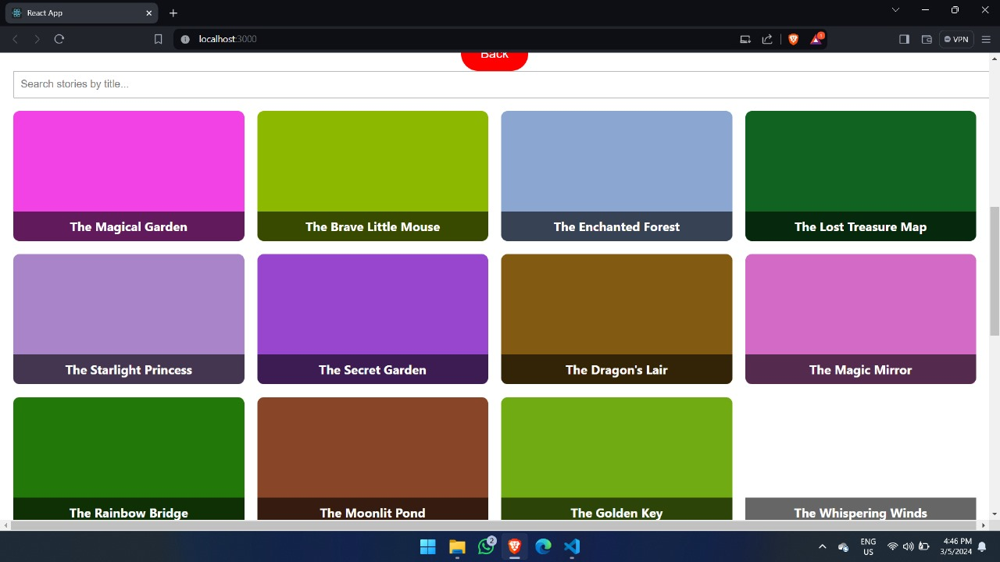 React App
localhost:3000
1
VPN
Back
Search stories by title...
The Magical Garden
The Brave Little Mouse
The Enchanted Forest
The Lost Treasure Map
The Starlight Princess
The Secret Garden
The Dragon's Lair
The Magic Mirror
The Rainbow Bridge
The Moonlit Pond
The Golden Key
The Whispering Winds
2
ENG
US
4:46 PM
3/5/2024